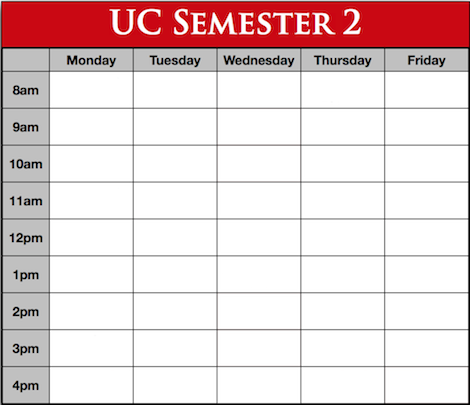 UC Semester 2
Monday Tuesday Wednesday Thursday Friday
8am
9am
10am
11am
12pm
1pm
2pm
3pm
4pm